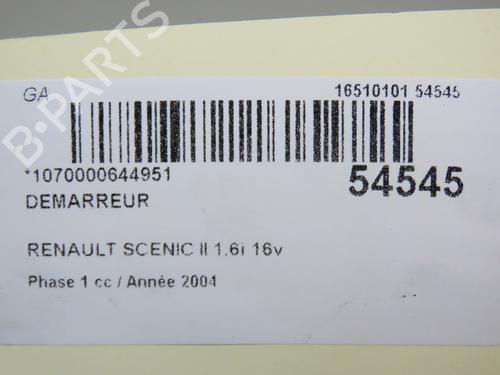 B-PARTS
GA
16510101 54545
*1070000644951
54545
DEMARREUR
RENAULT SCENIC II 1.6i 16v
Phase 1 cc / Année 2004